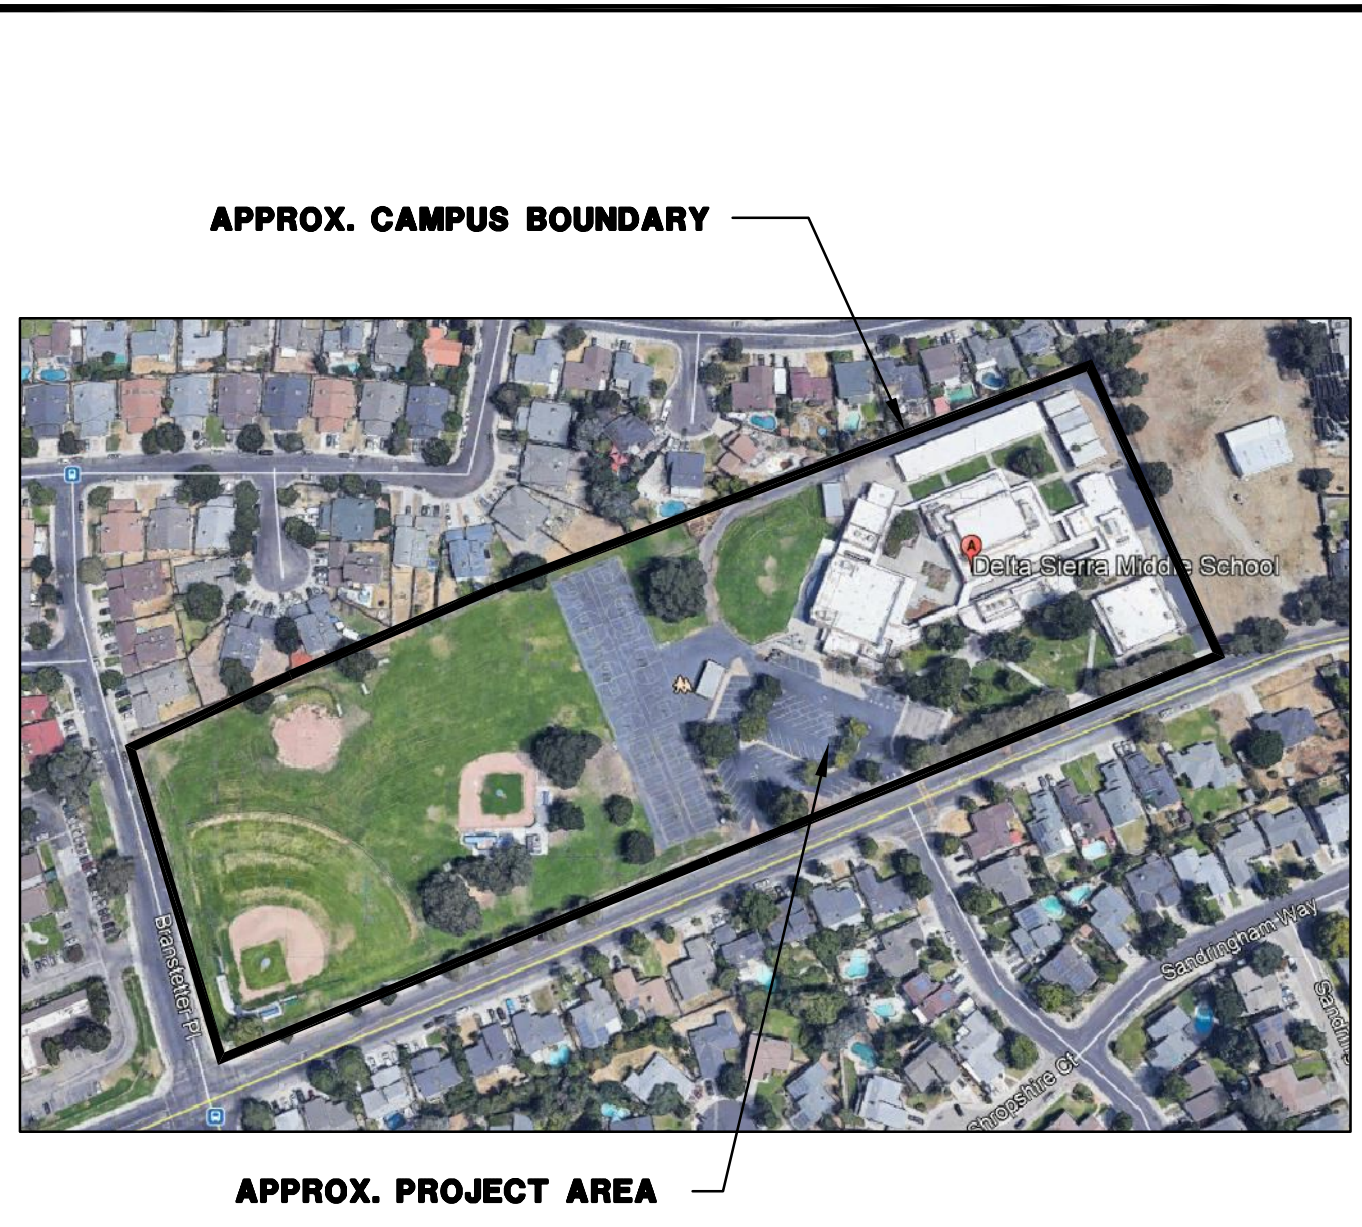 APPROX. CAMPUS BOUNDARY
A
Delta Sierra Middle School
Branstetter Pl
Sandringham Way
Shropshire Ct
APPROX. PROJECT AREA